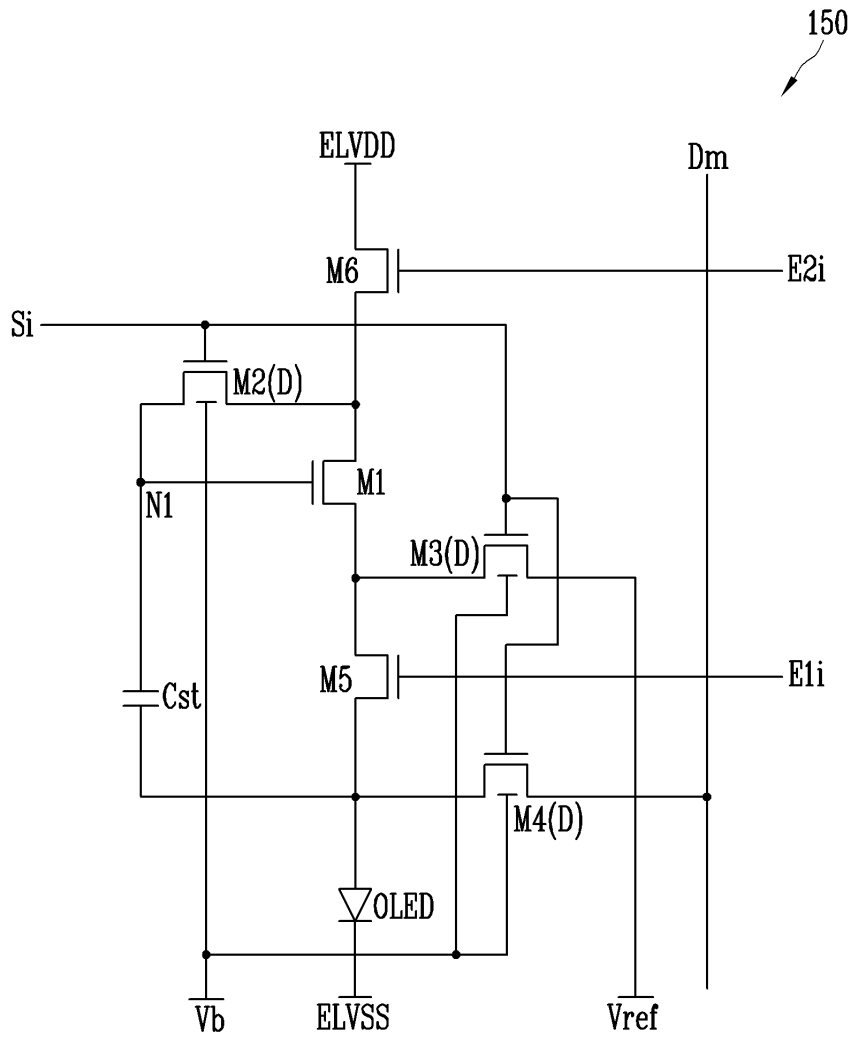 150
ELVDD
Dm
M6
E2i
Si
M2(D)
M1
N1
M3(D)
M5
E1i
Cst
M4(D)
OLED
Vb
ELVSS
Vref